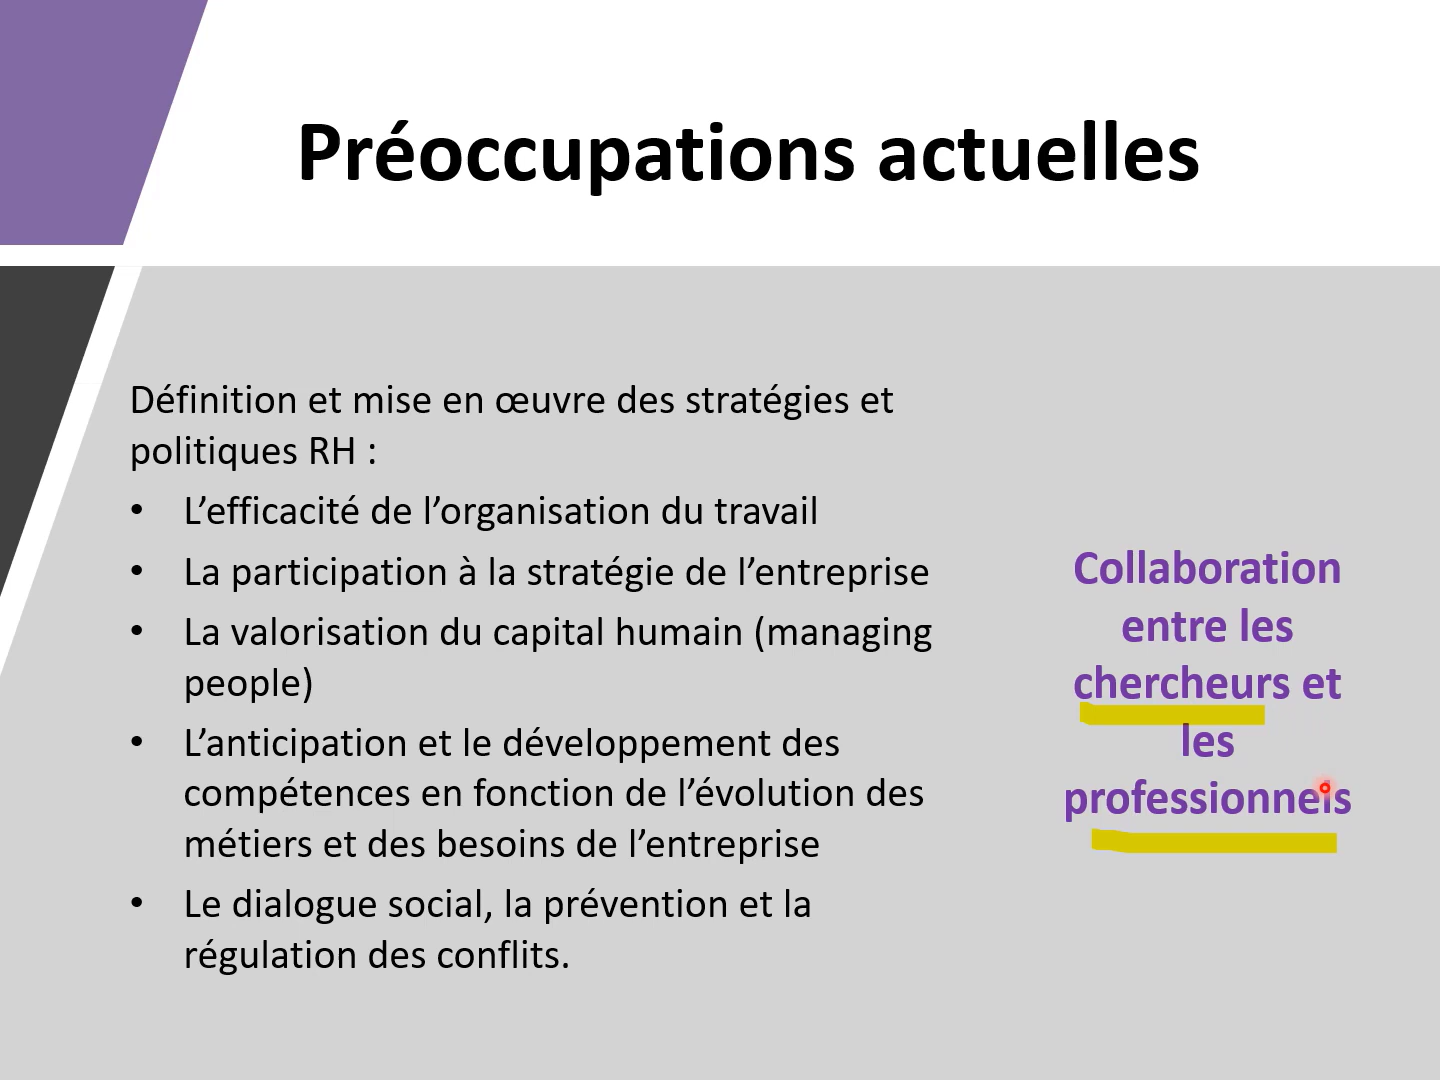 Préoccupations actuelles
Définition et mise en œuvre des stratégies et
politiques RH :
• L’efficacité de l’organisation du travail
• La participation à la stratégie de l’entreprise
• La valorisation du capital humain (managing
people)
• L’anticipation et le développement des
compétences en fonction de l’évolution des
métiers et des besoins de l’entreprise
• Le dialogue social, la prévention et la
régulation des conflits.
Collaboration
entre les
chercheurs et
les
professionnels